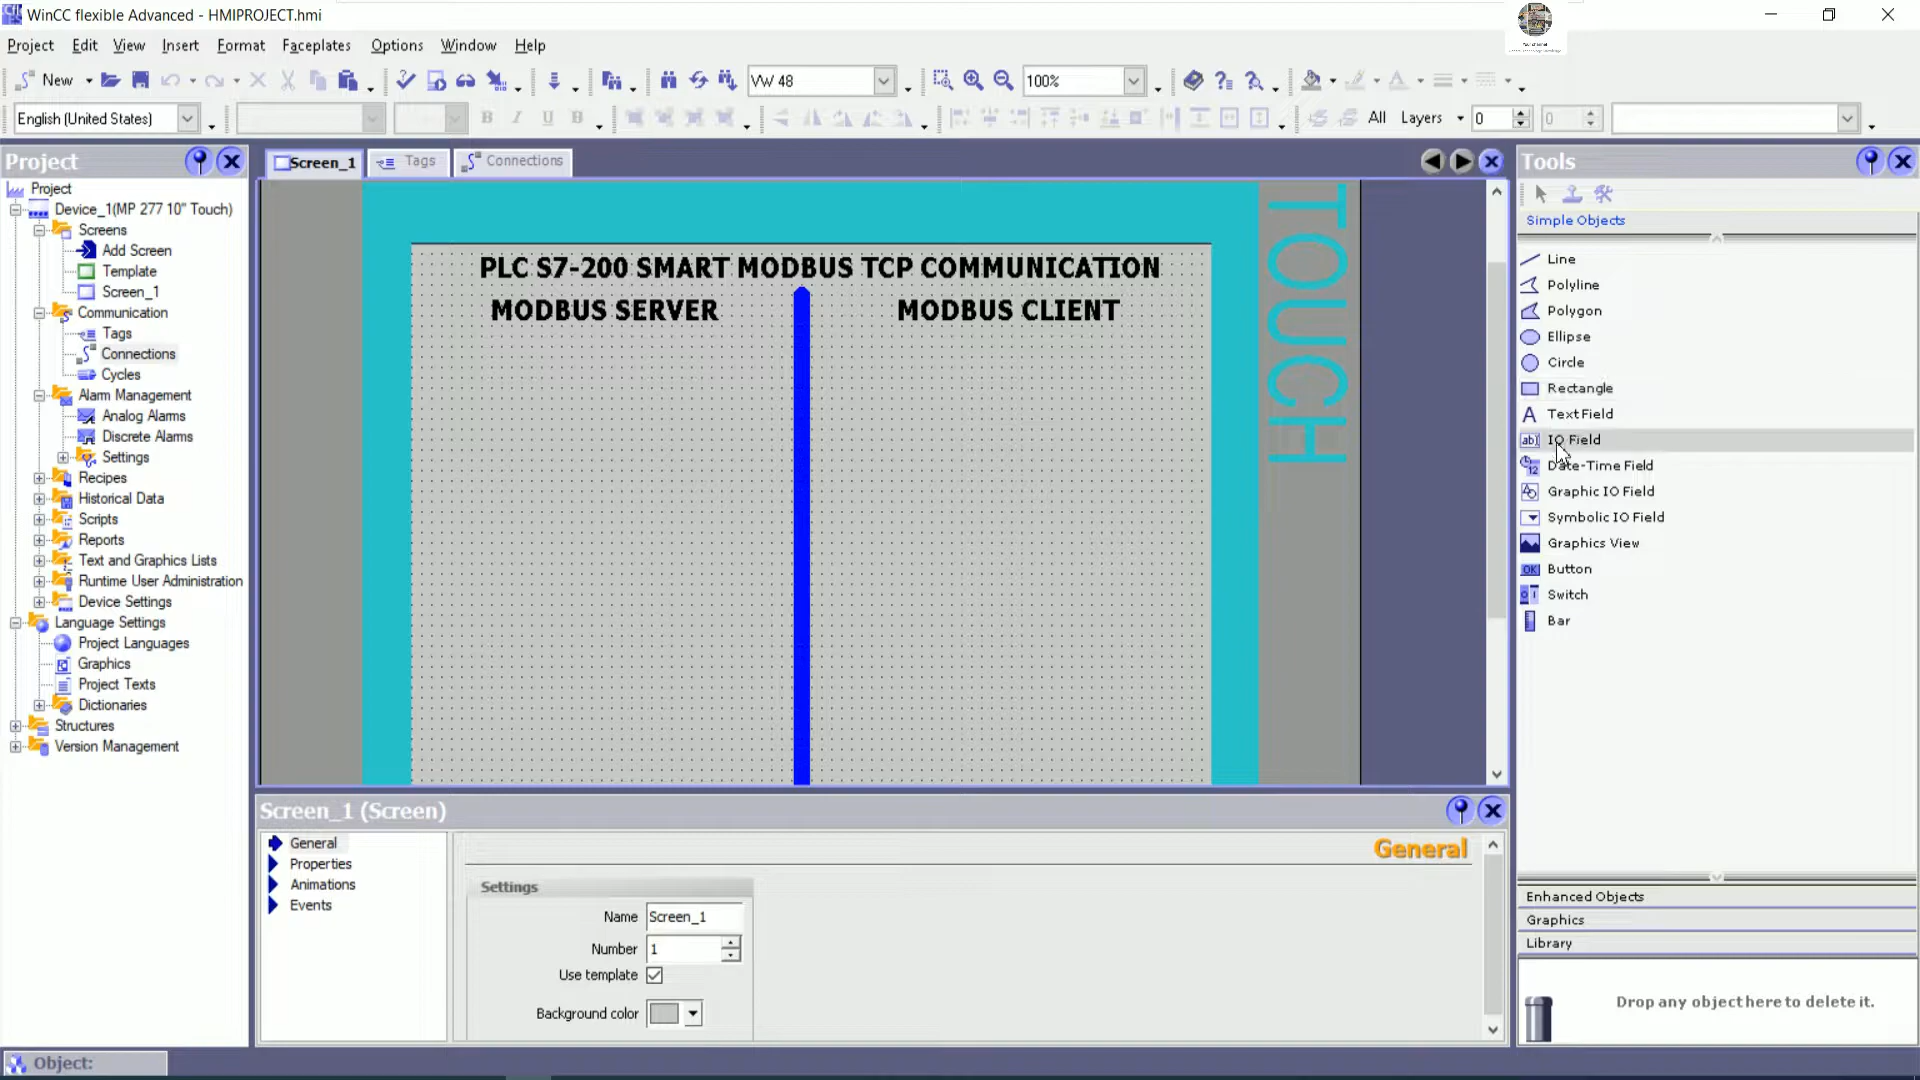 WinCC flexible Advanced - HMIPROJECT.hmi
Project Edit View Insert Format Faceplates Options Window Help
New VW 48 100%
English (United States) B I U B All Layers 0 0
Project
Project
Device_1(MP 277 10" Touch)
Screens
Add Screen
Template
Screen_1
Communication
Tags
Connections
Cycles
Alarm Management
Analog Alarms
Discrete Alarms
Settings
Recipes
Historical Data
Scripts
Reports
Text and Graphics Lists
Runtime User Administration
Device Settings
Language Settings
Project Languages
Graphics
Project Texts
Dictionaries
Structures
Version Management
Screen_1 Tags Connections
PLC S7-200 SMART MODBUS TCP COMMUNICATION
MODBUS SERVER MODBUS CLIENT
TOUCH
Screen_1 (Screen)
General
Properties
Animations
Events
General
Settings
Name Screen_1
Number 1
Use template
Background color
Tools
Simple Objects
Line
Polyline
Polygon
Ellipse
Circle
Rectangle
Text Field
IO Field
Date-Time Field
Graphic IO Field
Symbolic IO Field
Graphics View
Button
Switch
Bar
Enhanced Objects
Graphics
Library
Drop any object here to delete it.
Object: